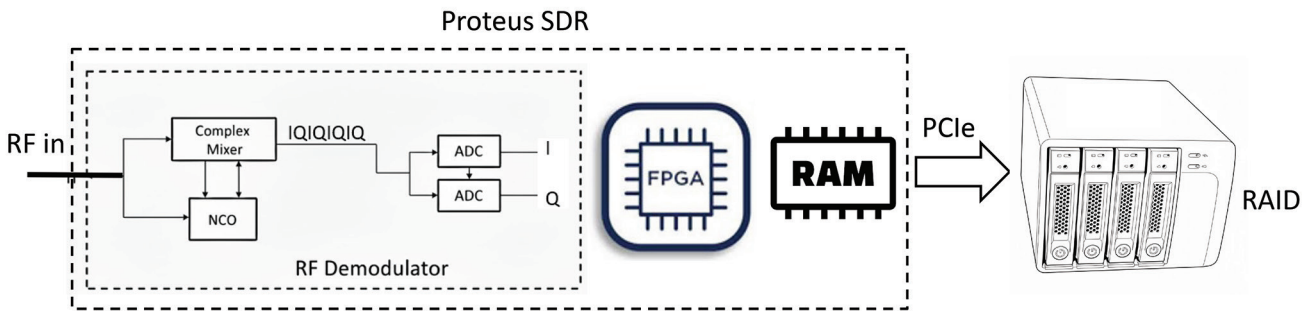 Proteus SDR
RF in
Complex
Mixer
IQIQIQIQ
NCO
ADC
ADC
I
Q
RF Demodulator
FPGA
RAM
PCIe
RAID